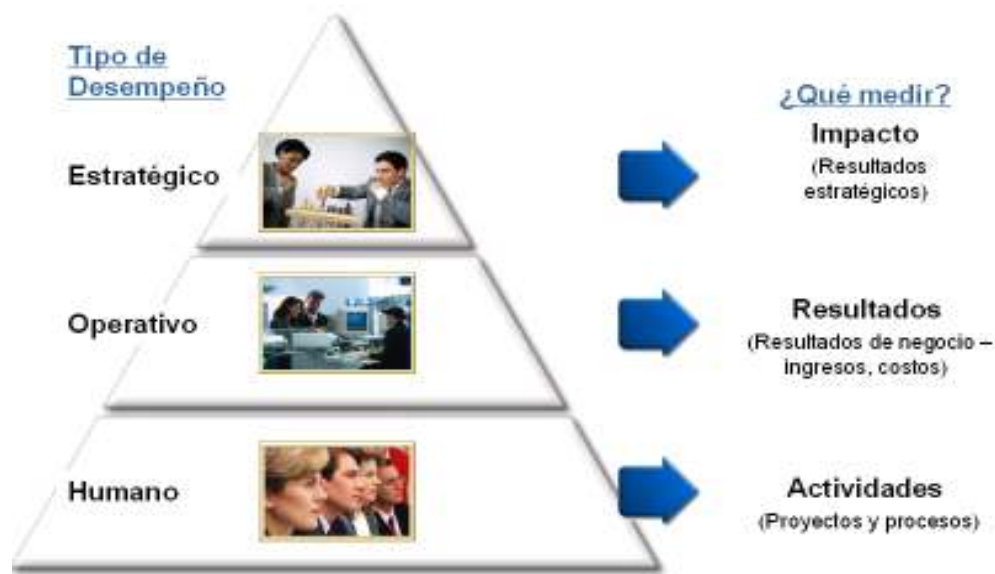 Tipo de
Desempeño
¿Qué medir?
Estratégico
Impacto
(Resultados
estratégicos)
Operativo
Resultados
(Resultados de negocio –
ingresos, costos)
Humano
Actividades
(Proyectos y procesos)